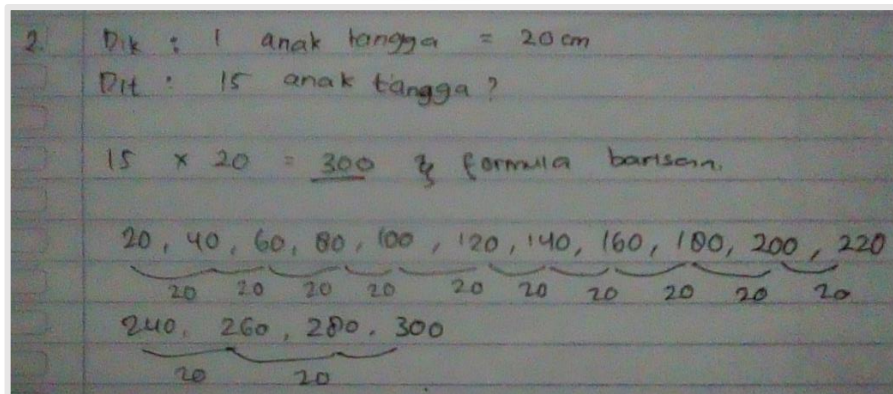 2. Dik : 1 anak tangga = 20 cm
Dit : 15 anak tangga ?
15 x 20 = 300 formula barisan.
20, 40, 60, 80, 100, 120, 140, 160, 180, 200, 220
20 20 20 20 20 20 20 20 20 20
240, 260, 280, 300
20 20